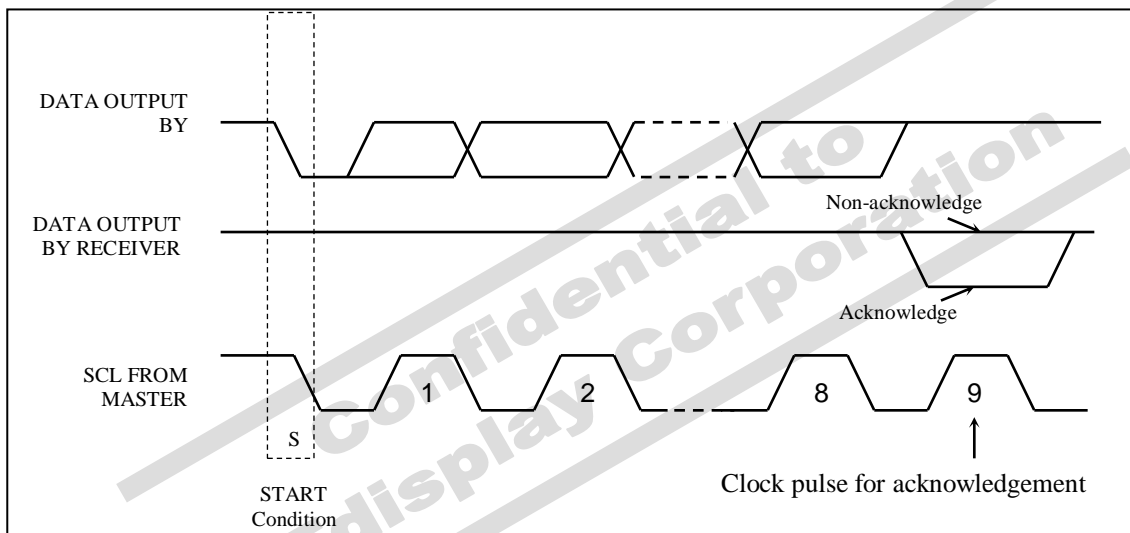 DATA OUTPUT
BY
DATA OUTPUT
BY RECEIVER
Non-acknowledge
Acknowledge
SCL FROM
MASTER
1
2
8
9
S
START
Condition
Clock pulse for acknowledgement
Confidential to
display Corporation